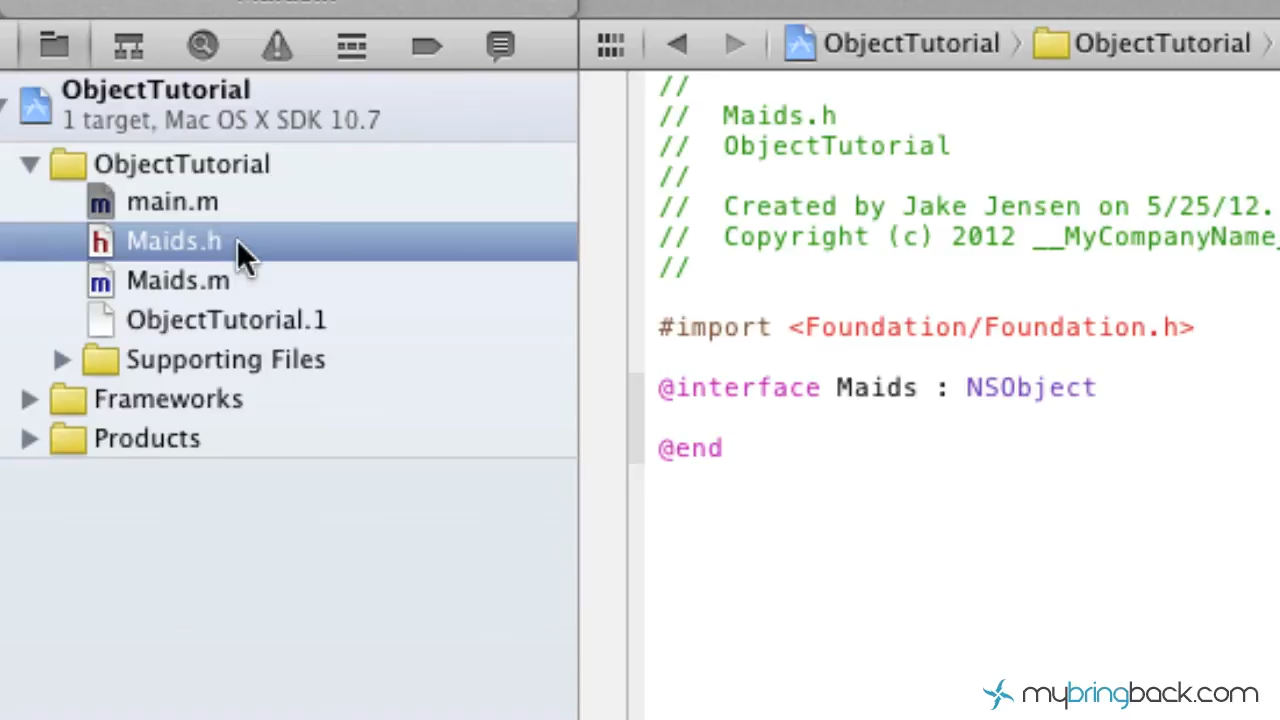 ObjectTutorial
1 target, Mac OS X SDK 10.7
ObjectTutorial
main.m
Maids.h
Maids.m
ObjectTutorial.1
Supporting Files
Frameworks
Products
ObjectTutorial
ObjectTutorial
//
// Maids.h
// ObjectTutorial
//
// Created by Jake Jensen on 5/25/12.
// Copyright (c) 2012 __MyCompanyName_
//
#import <Foundation/Foundation.h>
@interface Maids : NSObject
@end
mybringback.com